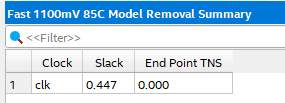 Fast 1100mV 85C Model Removal Summary
<<Filter>>
Clock Slack End Point TNS
1 clk 0.447 0.000